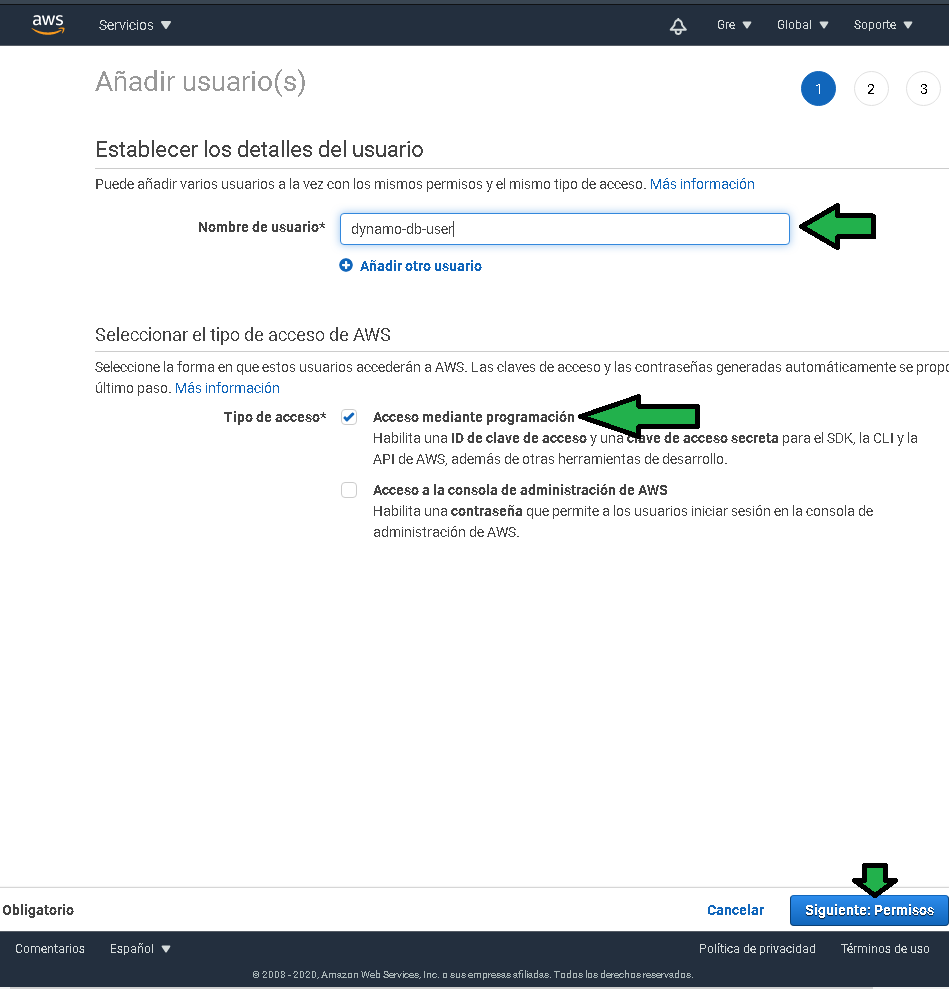 aws
Servicios
Gre
Global
Soporte
Añadir usuario(s)
1
2
3
Establecer los detalles del usuario
Puede añadir varios usuarios a la vez con los mismos permisos y el mismo tipo de acceso. Más información
Nombre de usuario*
dynamo-db-user
Añadir otro usuario
Seleccionar el tipo de acceso de AWS
Seleccione la forma en que estos usuarios accederán a AWS. Las claves de acceso y las contraseñas generadas automáticamente se propo
último paso. Más información
Tipo de acceso*
Acceso mediante programación
Habilita una ID de clave de acceso y una clave de acceso secreta para el SDK, la CLI y la
API de AWS, además de otras herramientas de desarrollo.
Acceso a la consola de administración de AWS
Habilita una contraseña que permite a los usuarios iniciar sesión en la consola de
administración de AWS.
Obligatorio
Cancelar
Siguiente: Permisos
Comentarios
Español
Política de privacidad
Términos de uso
© 2008 - 2020, Amazon Web Services, Inc. o sus empresas afiliadas. Todos los derechos reservados.